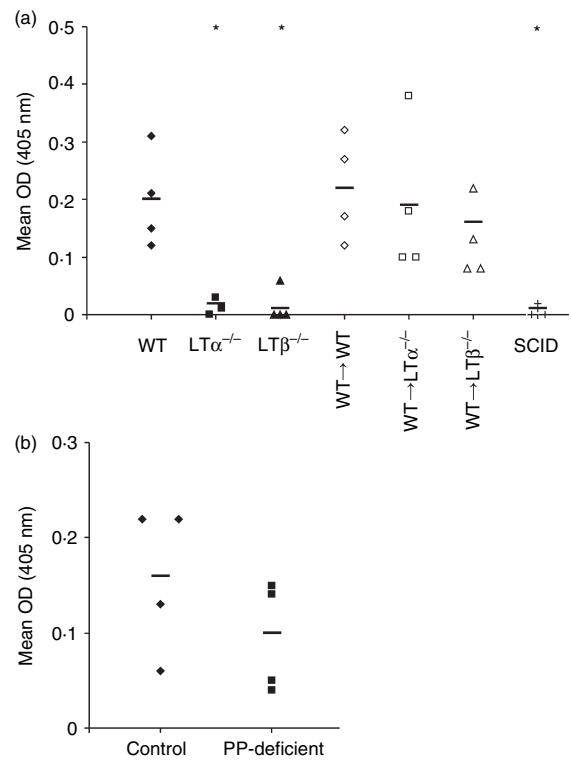 (a)
0·5
0·4
0·3
0·2
0·1
0
Mean OD (405 nm)
* * *
WT LTα⁻/⁻ LTβ⁻/⁻ WT→WT WT→LTα⁻/⁻ WT→LTβ⁻/⁻ SCID
(b)
0·3
0·2
0·1
0
Mean OD (405 nm)
Control PP-deficient